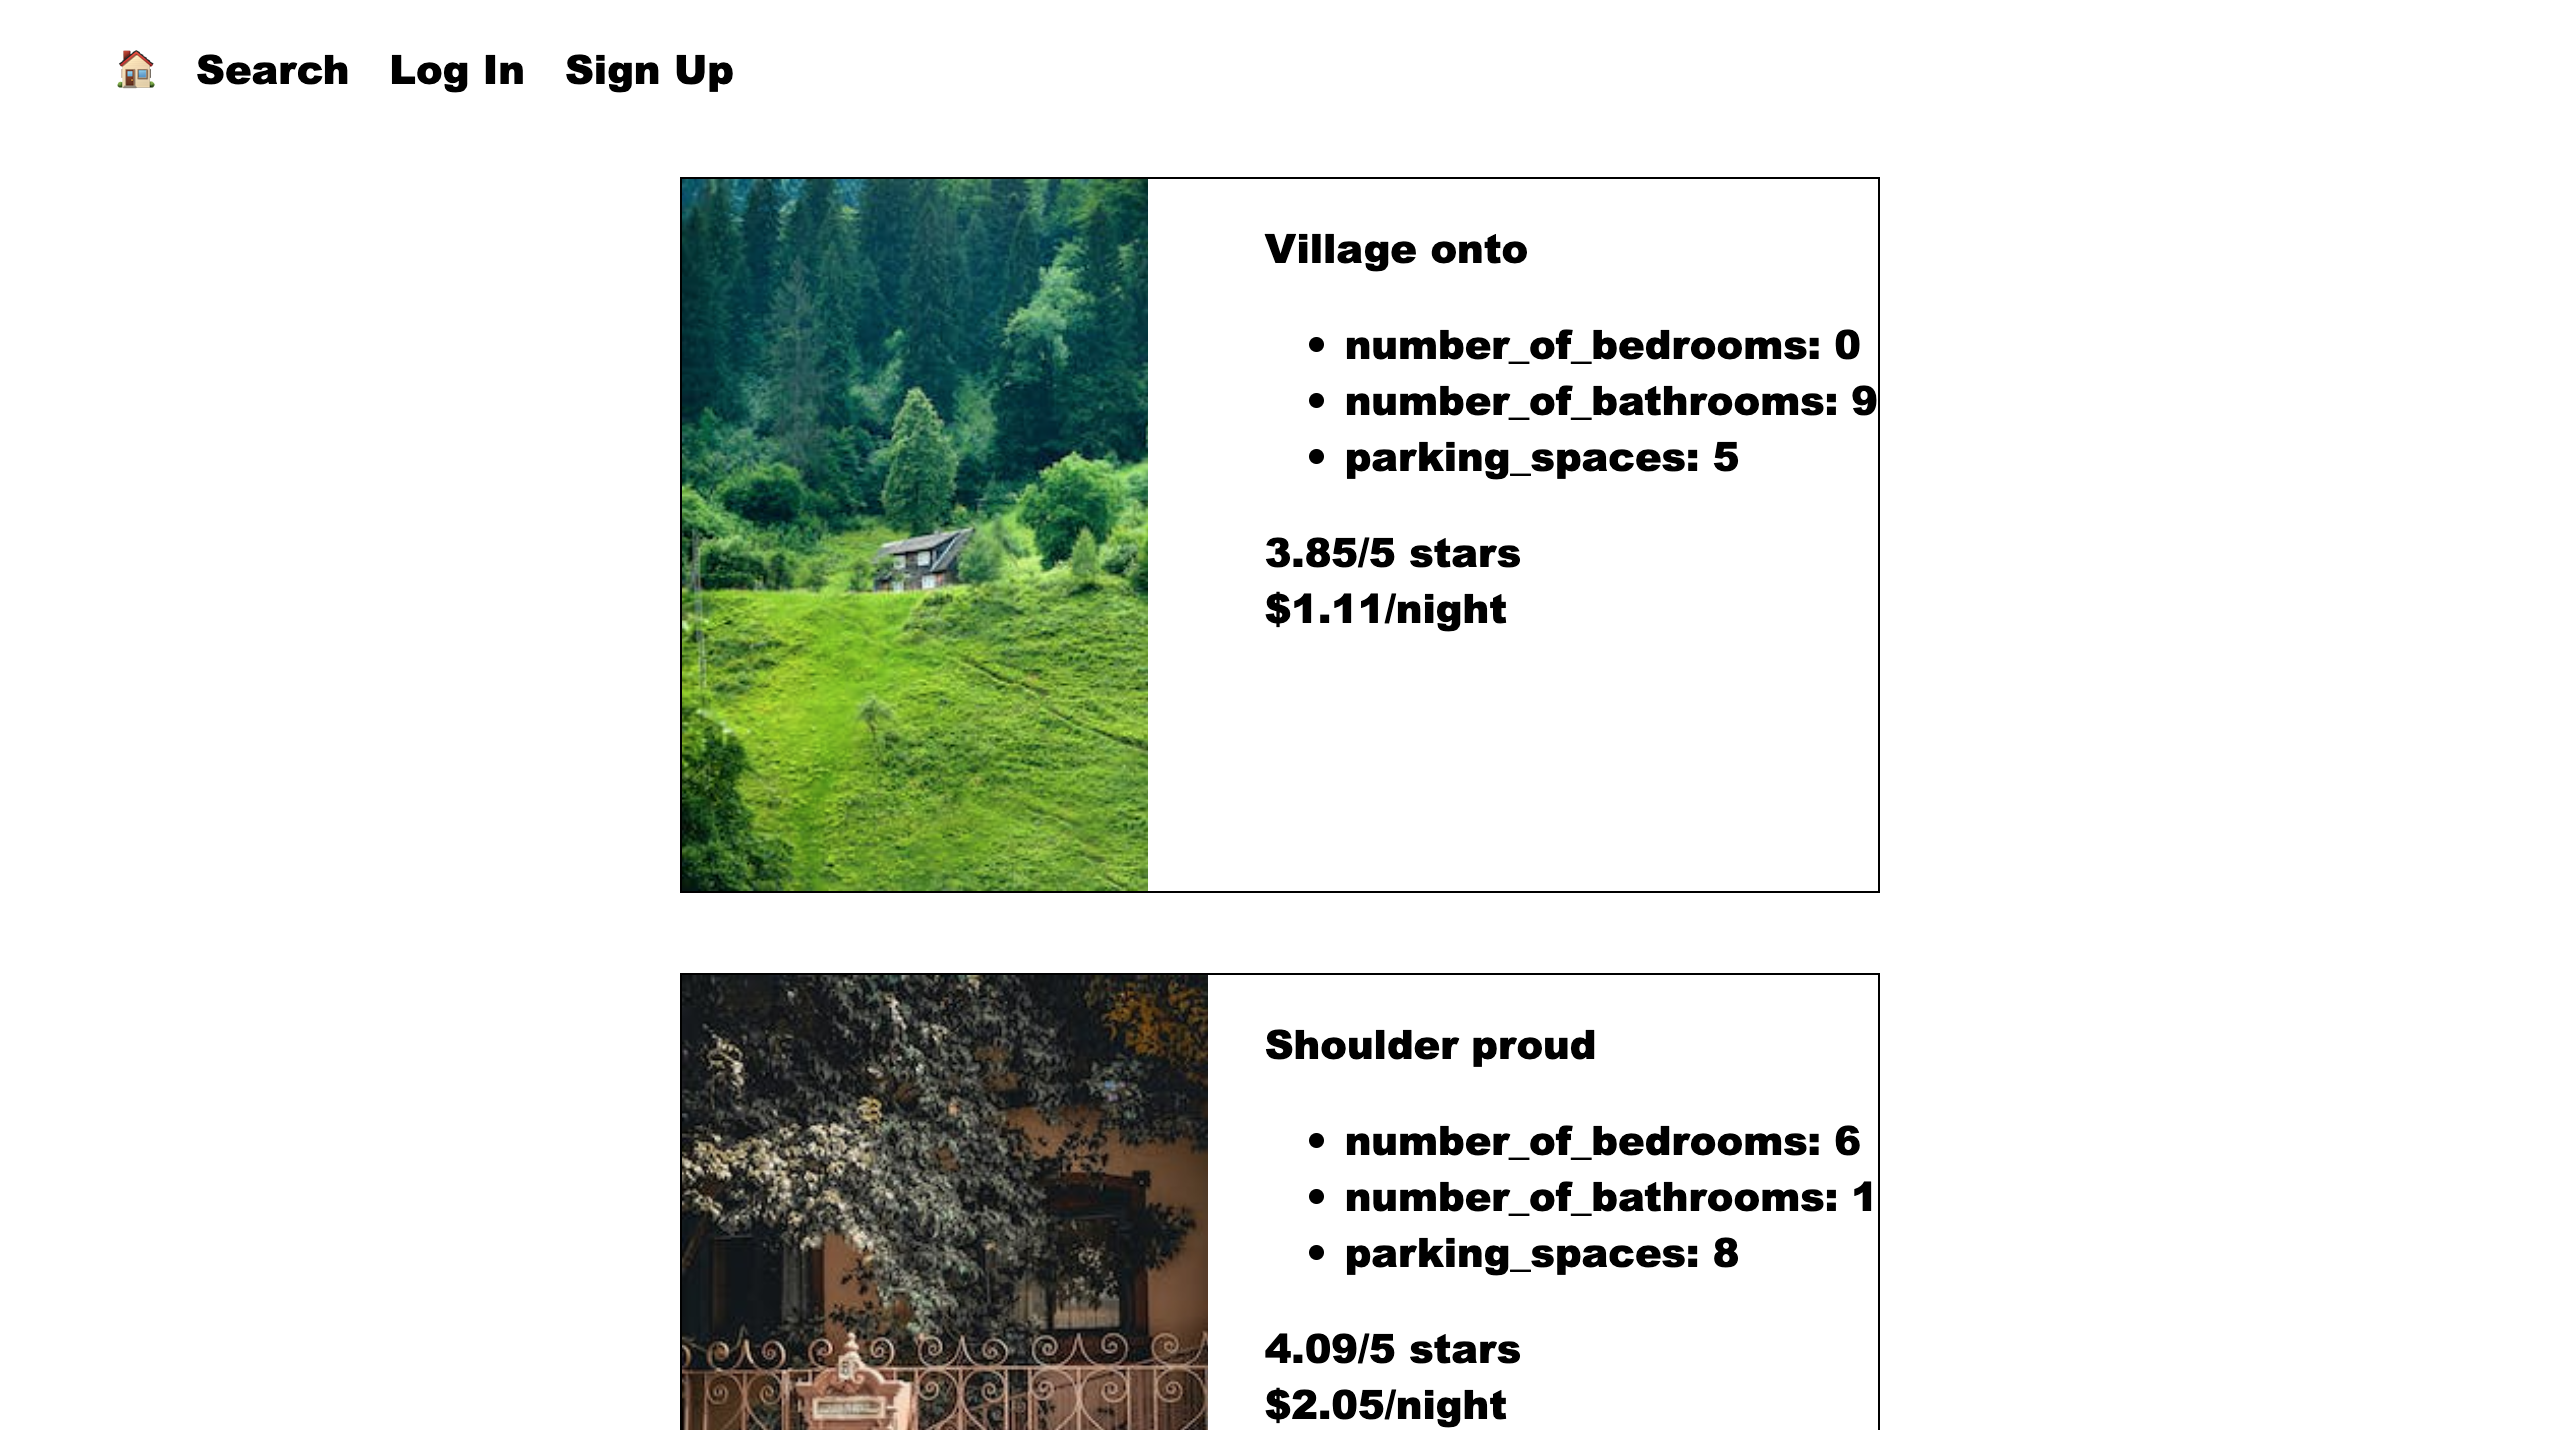 Search Log In Sign Up
Village onto
• number_of_bedrooms: 0
• number_of_bathrooms: 9
• parking_spaces: 5
3.85/5 stars
$1.11/night
Shoulder proud
• number_of_bedrooms: 6
• number_of_bathrooms: 1
• parking_spaces: 8
4.09/5 stars
$2.05/night